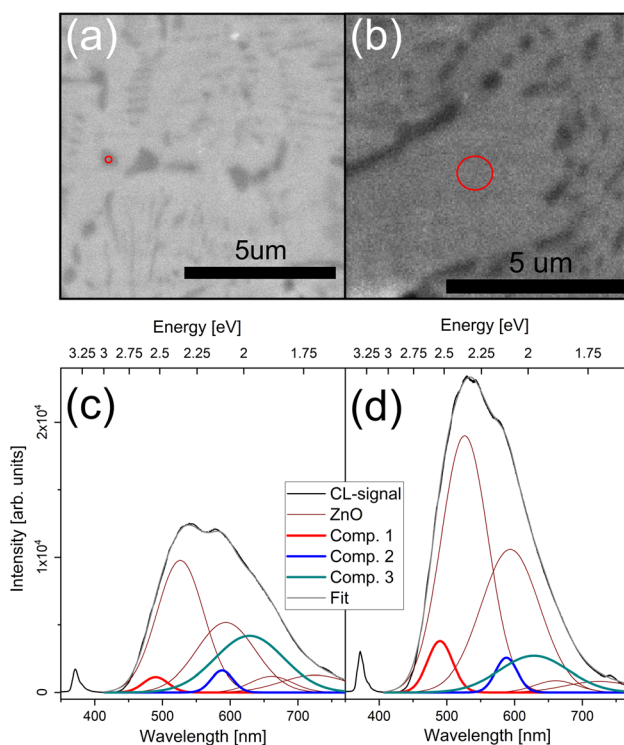 (a)
(b)
5um
5 um
Energy [eV]
Energy [eV]
3.25 3 2.75 2.5 2.25 2 1.75
3.25 3 2.75 2.5 2.25 2 1.75
(c)
(d)
Intensity [arb. units]
2x10⁴
1x10⁴
0
CL-signal
ZnO
Comp. 1
Comp. 2
Comp. 3
Fit
400 500 600 700
400 500 600 700
Wavelength [nm]
Wavelength [nm]